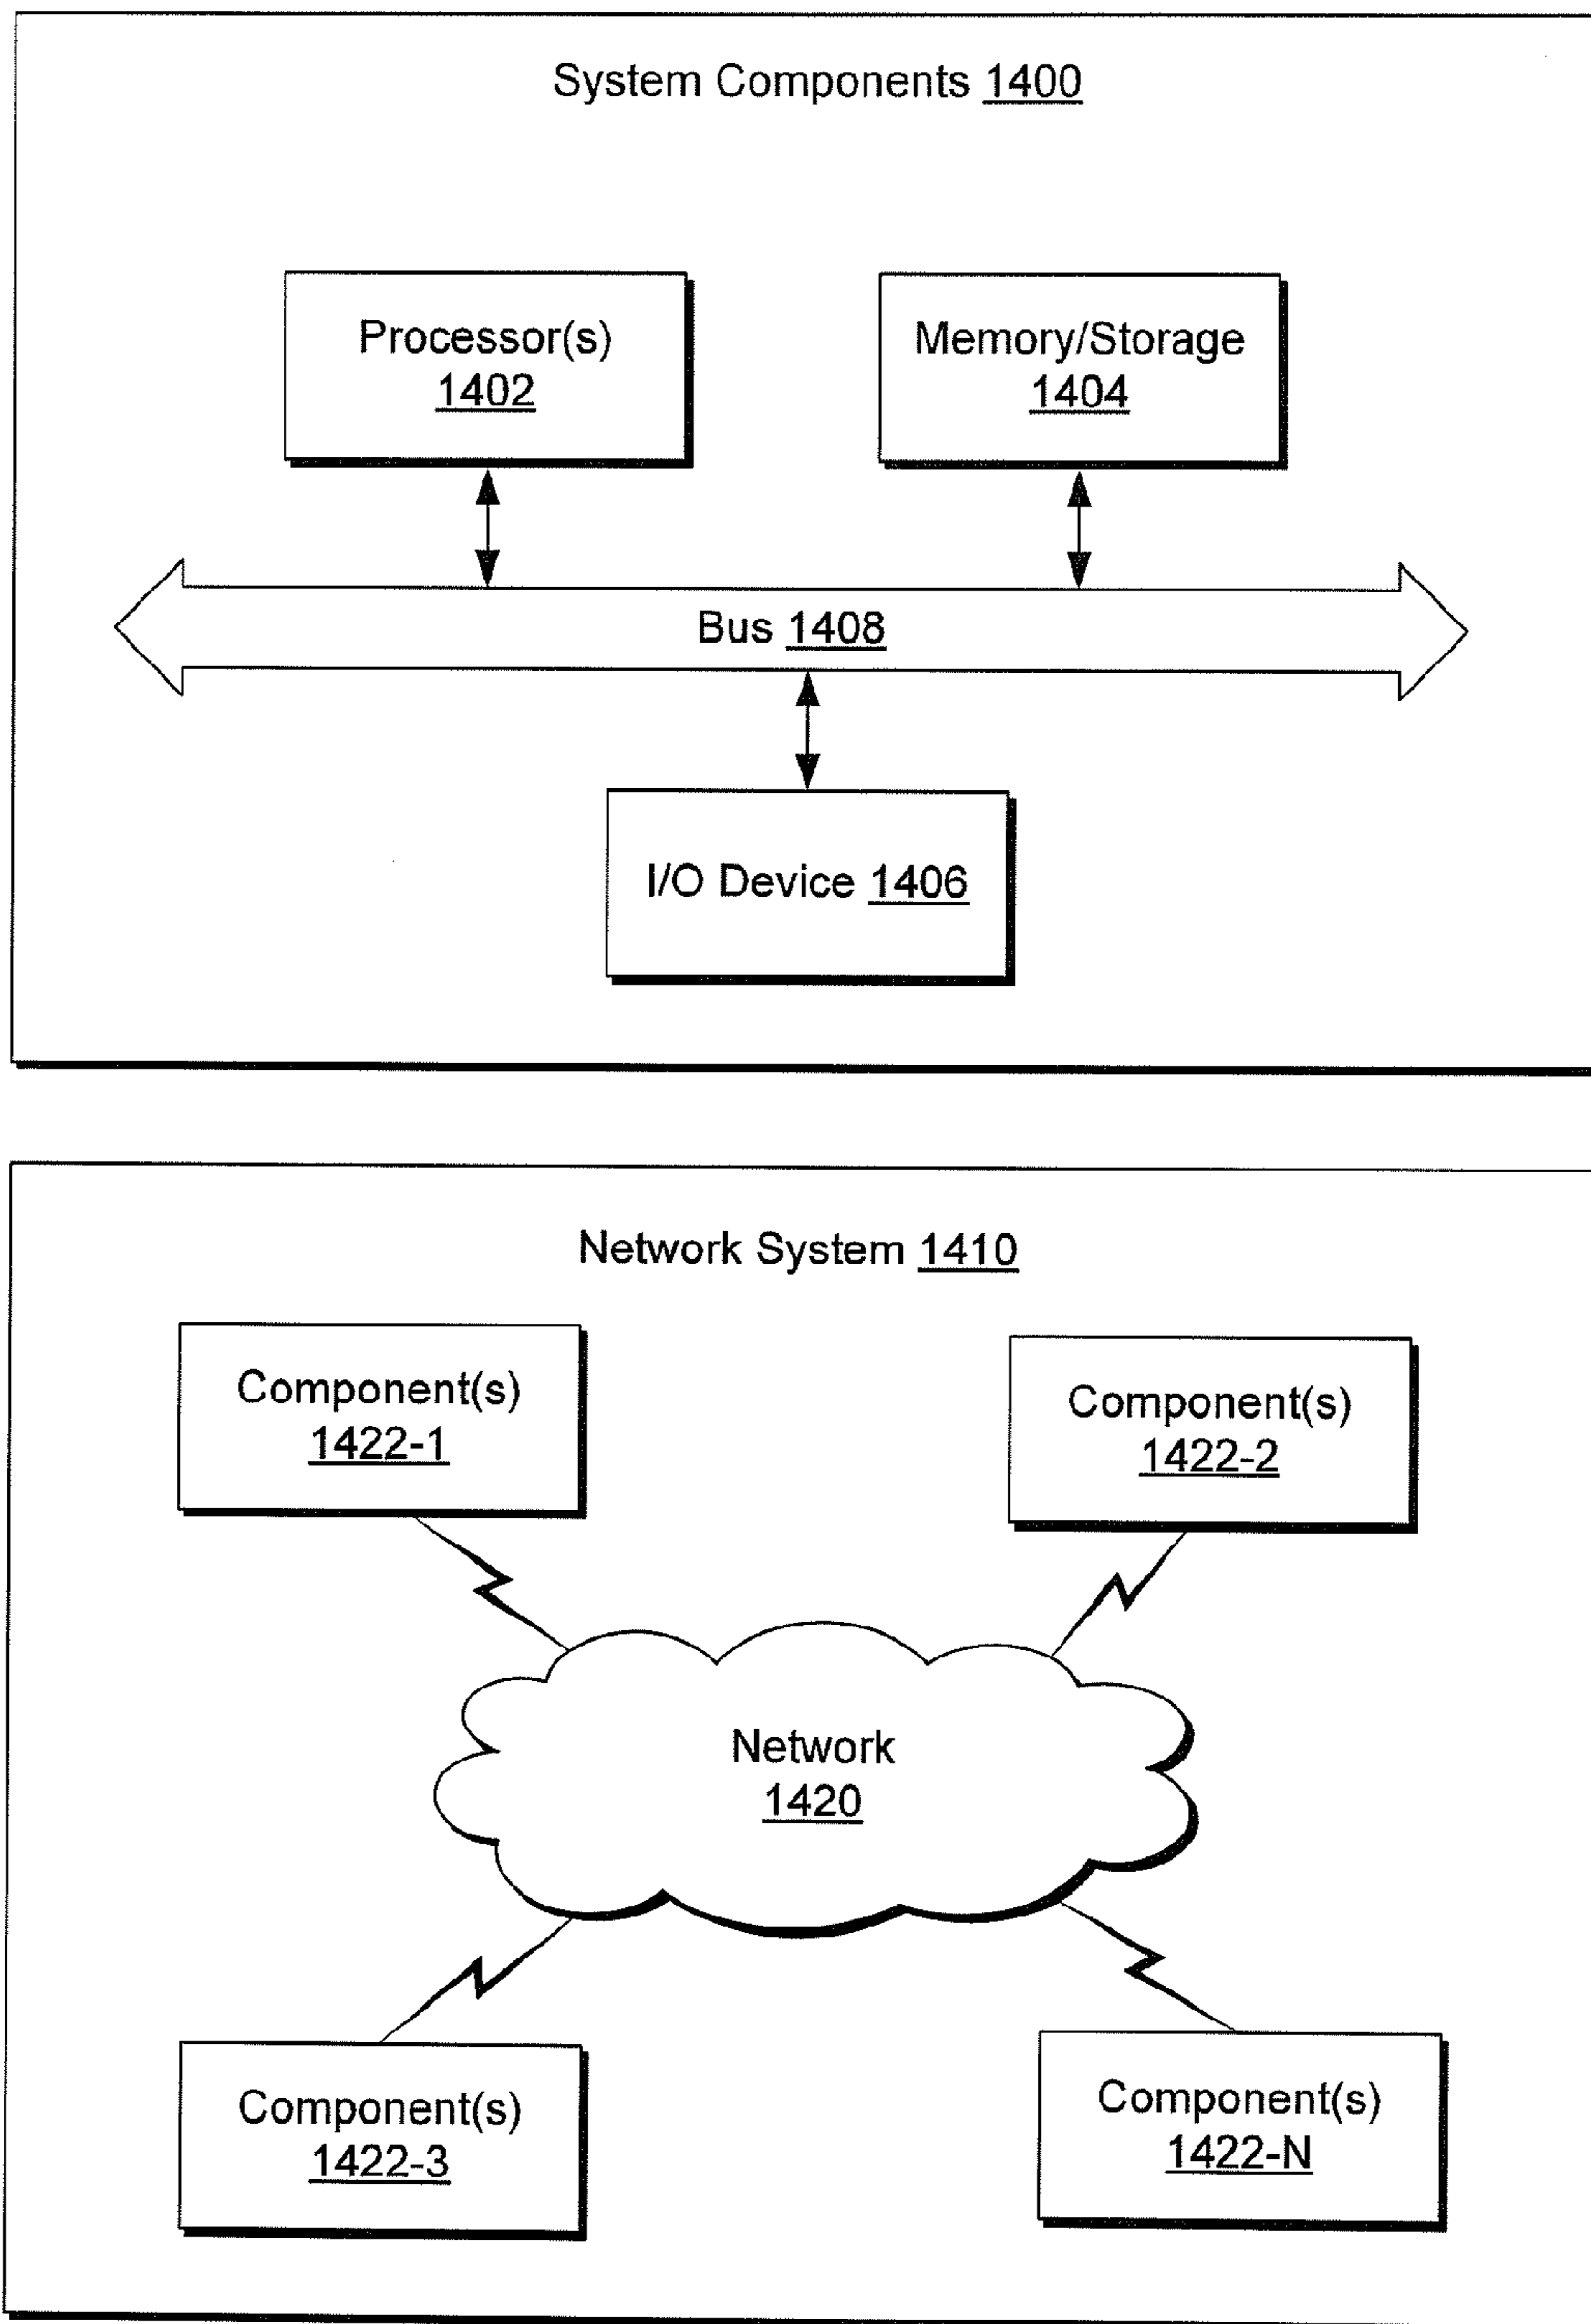 System Components 1400
Processor(s)
1402
Memory/Storage
1404
Bus 1408
I/O Device 1406
Network System 1410
Component(s)
1422-1
Component(s)
1422-2
Network
1420
Component(s)
1422-3
Component(s)
1422-N